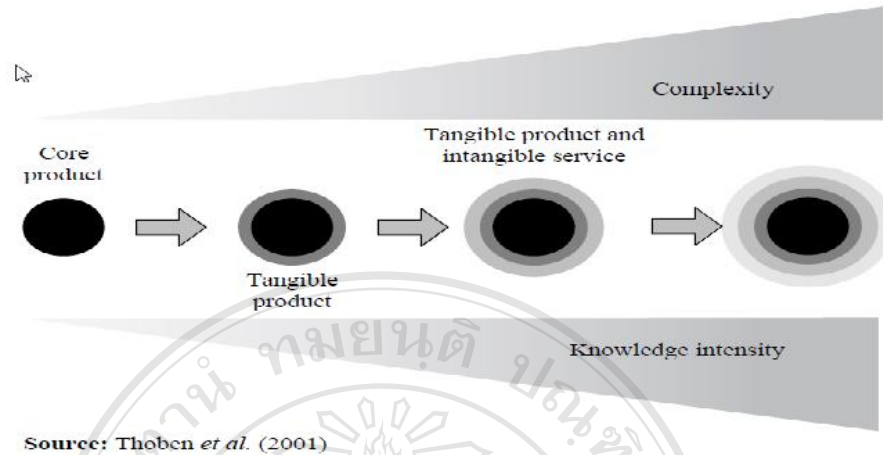 Complexity
Core
product
Tangible product and
intangible service
Tangible
product
Knowledge intensity
Source: Thoben et al. (2001)